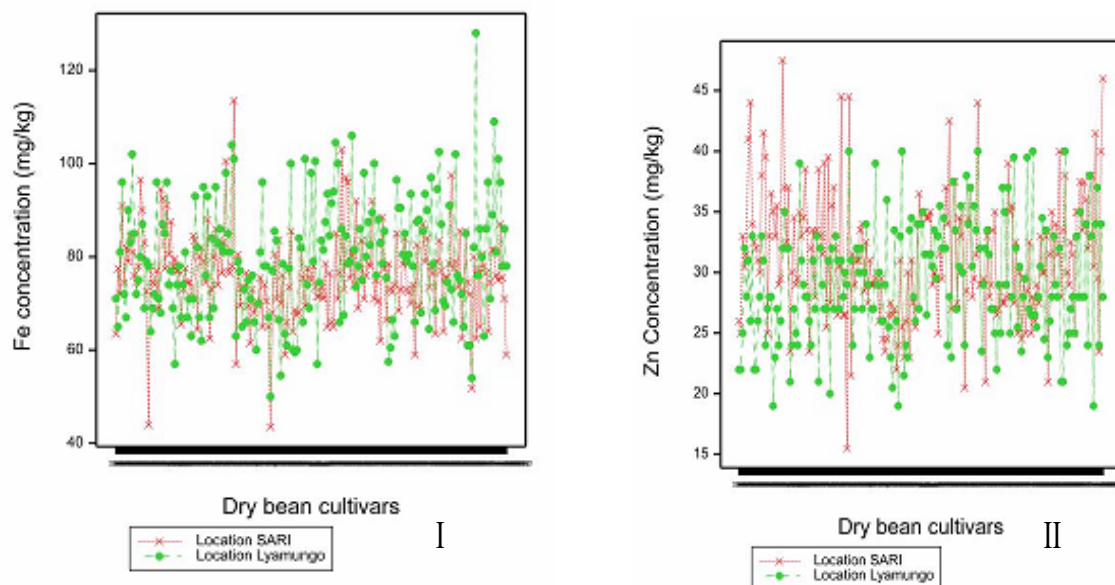 Fe concentration (mg/kg)
120
100
80
60
40
Dry bean cultivars
Location SARI
Location Lyamungo
I
Zn Concentration (mg/kg)
45
40
35
30
25
20
15
Dry bean cultivars
Location SARI
Location Lyamungo
II